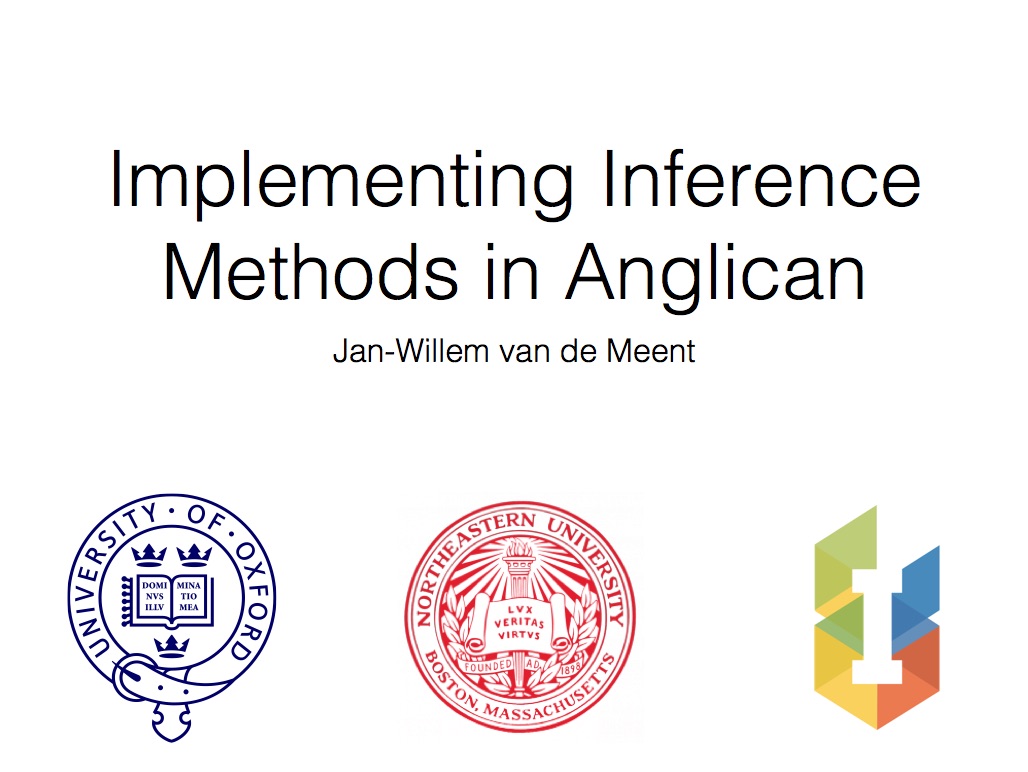 Implementing Inference
Methods in Anglican
Jan-Willem van de Meent
UNIVERSITY · OF · OXFORD
DOMI
NVS
ILLV
MINA
TIO
MEA
NORTHEASTERN UNIVERSITY
LVX
VERITAS
VIRTVS
FOUNDED A.D. 1898
BOSTON, MASSACHUSETTS
I